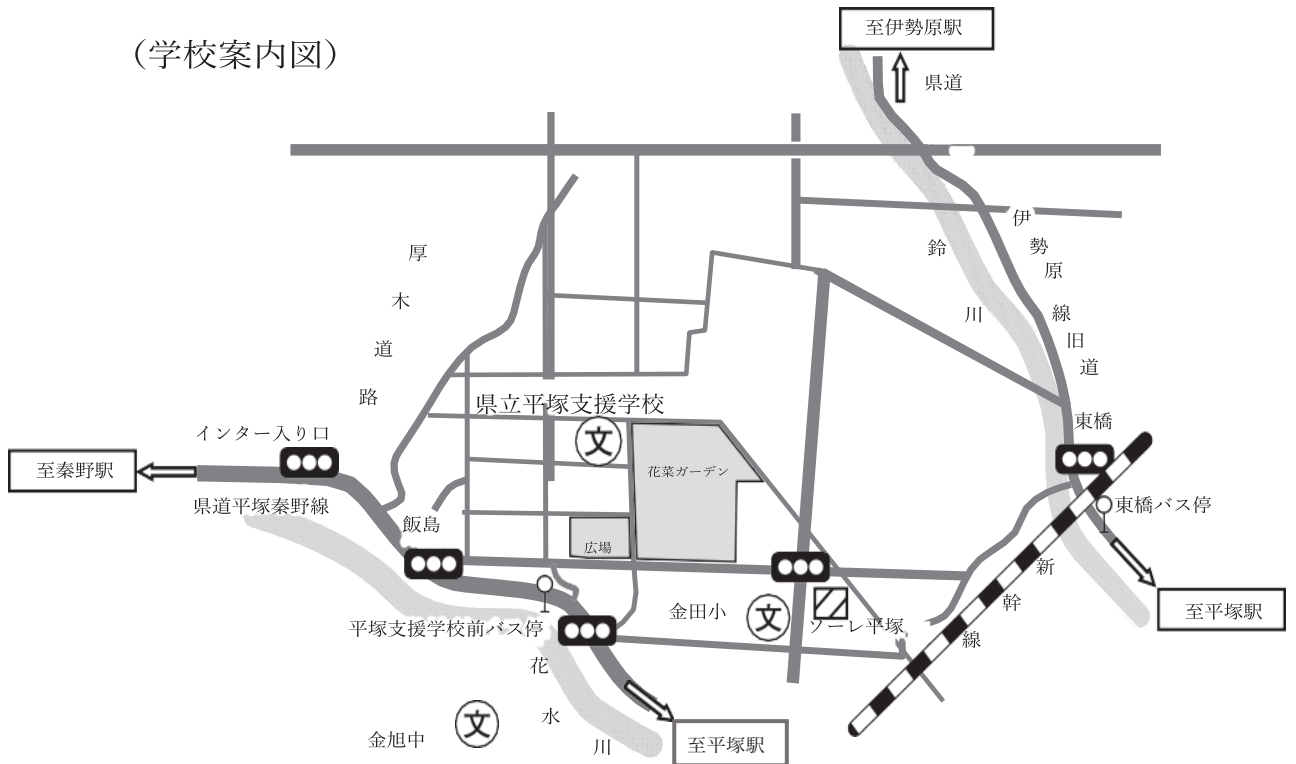 （学校案内図）
至伊勢原駅
県道
伊勢原線旧道
鈴川
厚木道路
県立平塚支援学校
文
花菜ガーデン
広場
インター入り口
至秦野駅
県道平塚秦野線
飯島
東橋
東橋バス停
新幹線
至平塚駅
金田小
文
ソーレ平塚
平塚支援学校前バス停
花水川
金旭中
文
至平塚駅